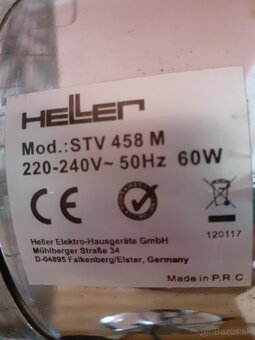 HELLER
Mod.:STV 458 M
220-240V~ 50Hz 60W
CE
120117
Heller Elektro-Hausgeräte GmbH
Mühlberger Straße 34
D-04895 Falkenberg/Elster, Germany
Made in P.R.C